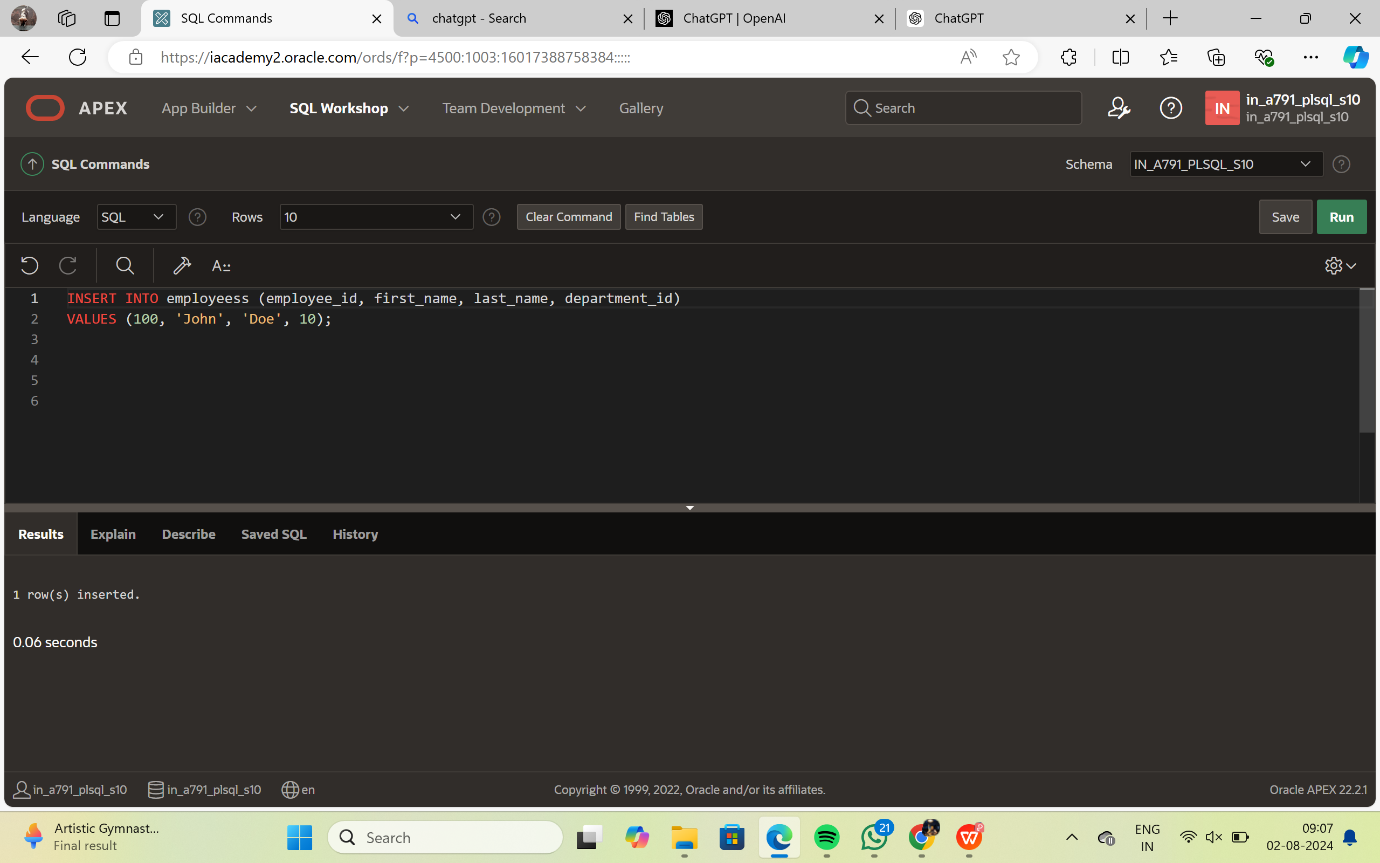 SQL Commands
chatgpt - Search
ChatGPT | OpenAI
ChatGPT
https://iacademy2.oracle.com/ords/f?p=4500:1003:16017388758384:::::
APEX
App Builder
SQL Workshop
Team Development
Gallery
Search
IN
in_a791_plsql_s10
in_a791_plsql_s10
SQL Commands
Schema
IN_A791_PLSQL_S10
Language
SQL
Rows
10
Clear Command
Find Tables
Save
Run
1 INSERT INTO employeess (employee_id, first_name, last_name, department_id)
2 VALUES (100, 'John', 'Doe', 10);
3
4
5
6
Results
Explain
Describe
Saved SQL
History
1 row(s) inserted.
0.06 seconds
in_a791_plsql_s10
in_a791_plsql_s10
en
Copyright © 1999, 2022, Oracle and/or its affiliates.
Oracle APEX 22.2.1
Artistic Gymnast...
Final result
Search
21
ENG
IN
09:07
02-08-2024